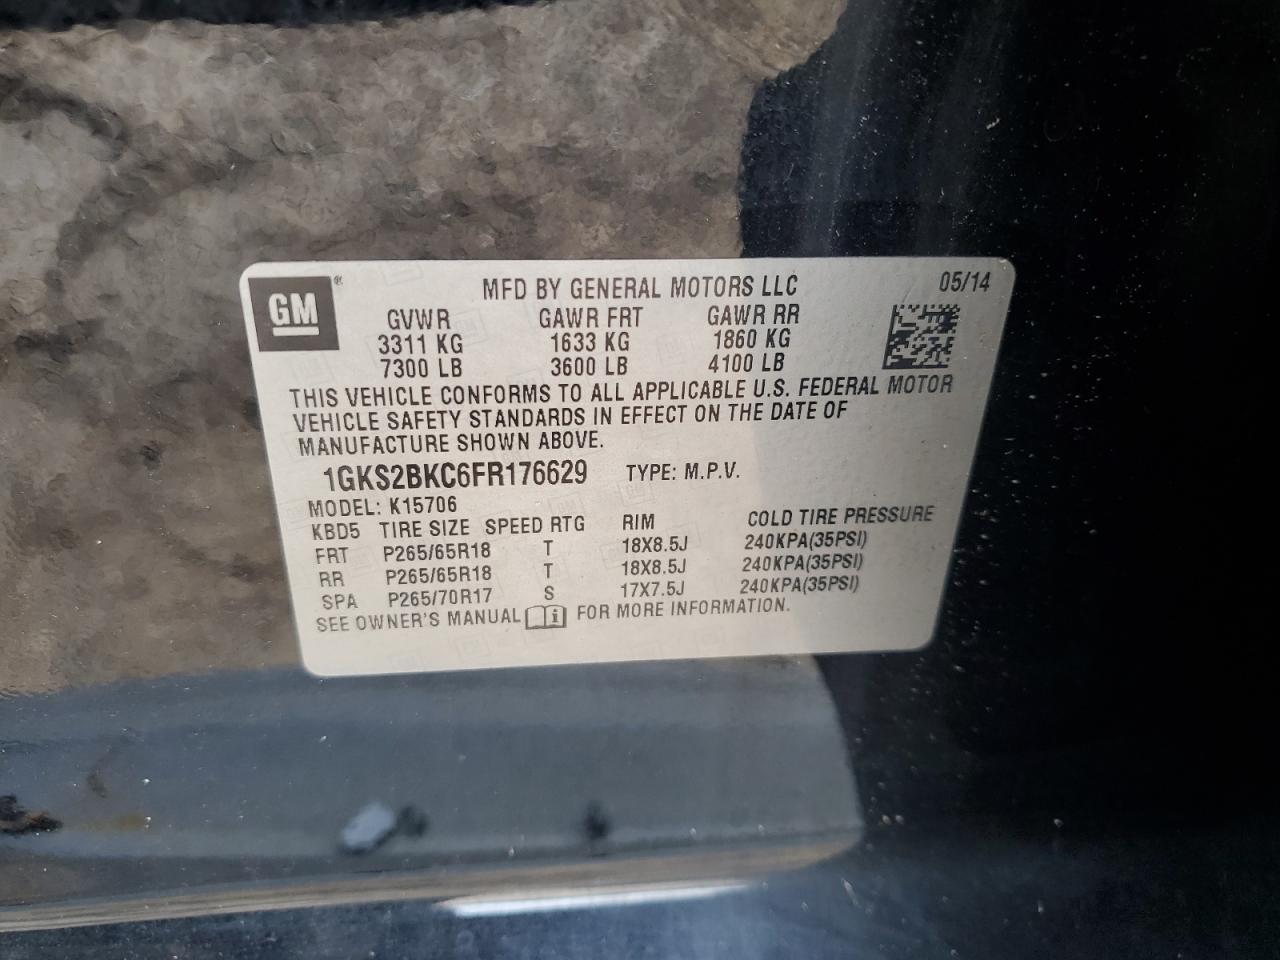 GM® MFD BY GENERAL MOTORS LLC 05/14
GVWR GAWR FRT GAWR RR
3311 KG 1633 KG 1860 KG
7300 LB 3600 LB 4100 LB
THIS VEHICLE CONFORMS TO ALL APPLICABLE U.S. FEDERAL MOTOR
VEHICLE SAFETY STANDARDS IN EFFECT ON THE DATE OF
MANUFACTURE SHOWN ABOVE.
1GKS2BKC6FR176629 TYPE: M.P.V.
MODEL: K15706
KBD5 TIRE SIZE SPEED RTG RIM COLD TIRE PRESSURE
FRT P265/65R18 T 18X8.5J 240KPA(35PSI)
RR P265/65R18 T 18X8.5J 240KPA(35PSI)
SPA P265/70R17 S 17X7.5J 240KPA(35PSI)
SEE OWNER'S MANUAL i FOR MORE INFORMATION.